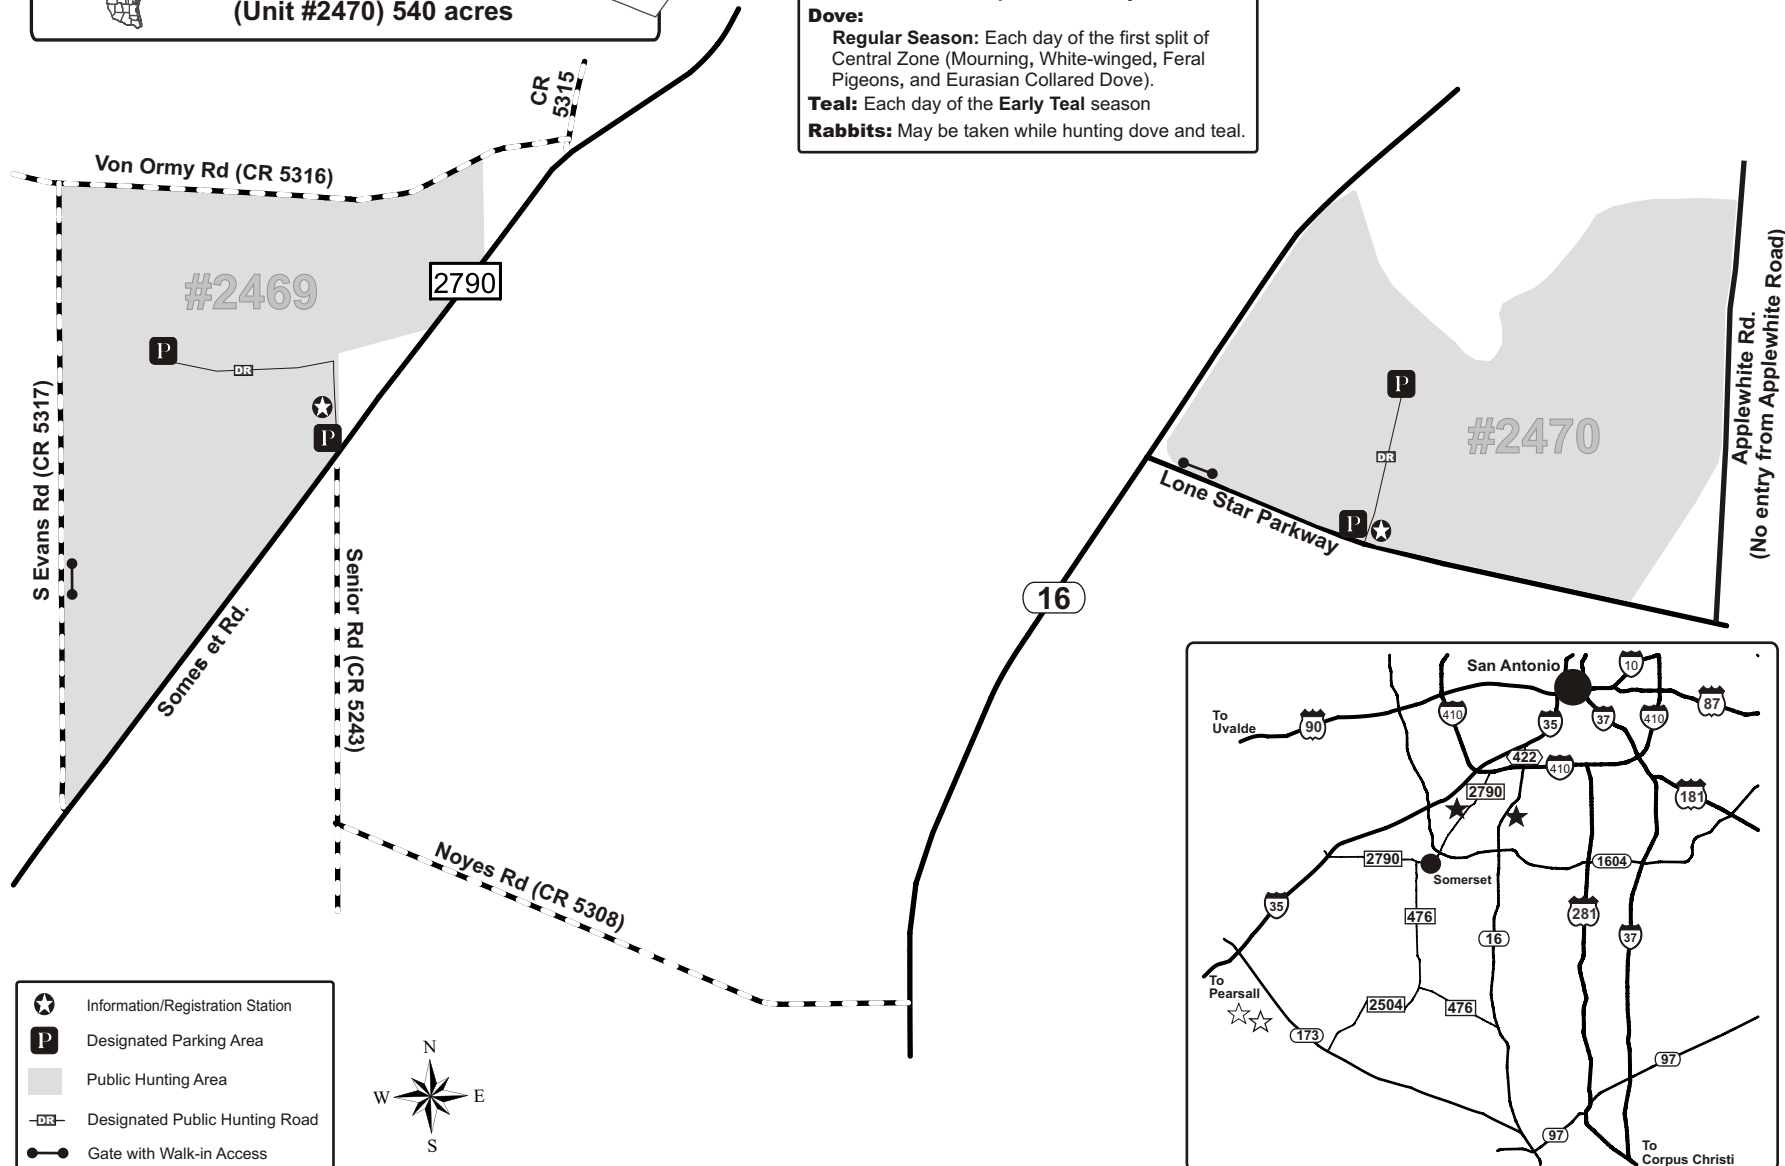 (Unit #2470) 540 acres
Dove:
Regular Season: Each day of the first split of
Central Zone (Mourning, White-winged, Feral
Pigeons, and Eurasian Collared Dove).
Teal: Each day of the Early Teal season
Rabbits: May be taken while hunting dove and teal.
CR
5315
Von Ormy Rd (CR 5316)
#2469
2790
P
DR
P
S Evans Rd (CR 5317)
Somes et Rd.
Senior Rd (CR 5243)
Noyes Rd (CR 5308)
16
P
#2470
DR
P
Lone Star Parkway
Applewhite Rd.
(No entry from Applewhite Road)
San Antonio
10
87
To
Uvalde
90
410
35
37
410
422
410
2790
181
2790
Somerset
1604
35
476
281
16
37
To
Pearsall
2504
476
173
97
97
To
Corpus Christi
Information/Registration Station
P Designated Parking Area
Public Hunting Area
DR Designated Public Hunting Road
Gate with Walk-in Access
N
W E
S